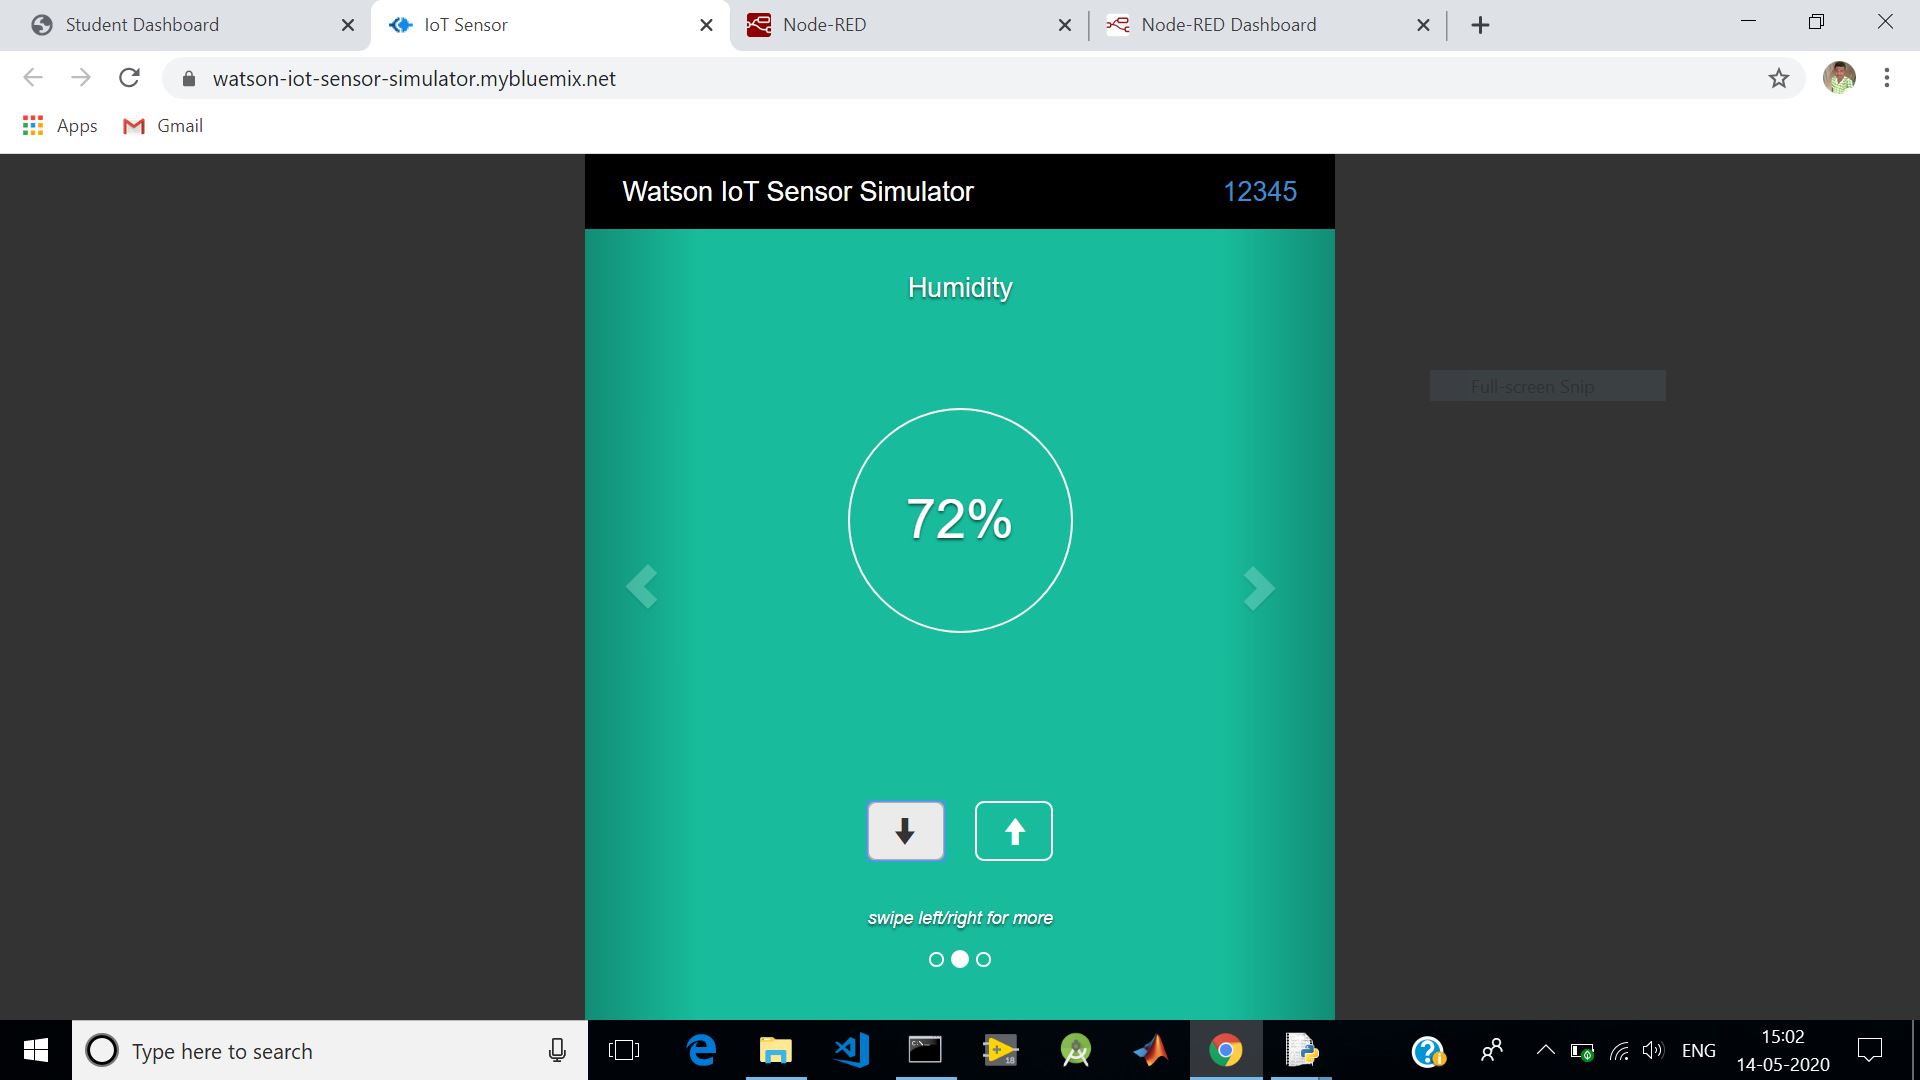 Student Dashboard
IoT Sensor
Node-RED
Node-RED Dashboard
watson-iot-sensor-simulator.mybluemix.net
Apps
Gmail
Watson IoT Sensor Simulator
12345
Humidity
Full-screen Snip
72%
swipe left/right for more
Type here to search
18
ENG
15:02
14-05-2020